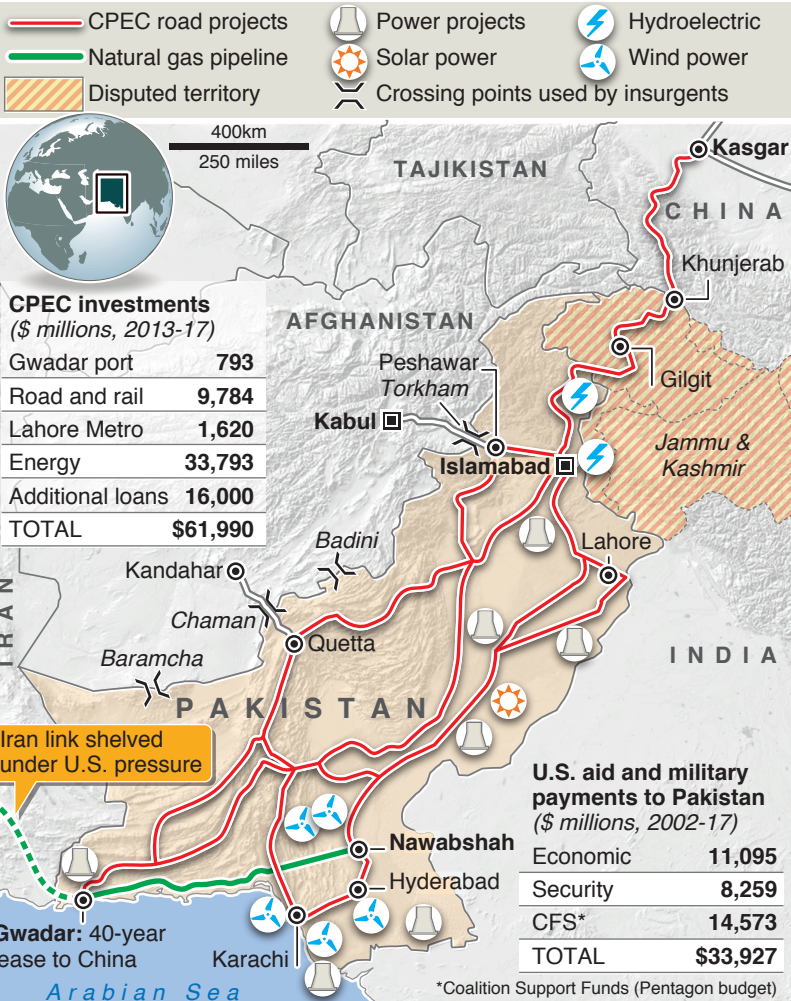 CPEC road projects
Natural gas pipeline
Disputed territory
Power projects
Solar power
Crossing points used by insurgents
Hydroelectric
Wind power
400km
250 miles
Kasgar
TAJIKISTAN
CHINA
Khunjerab
CPEC investments
($ millions, 2013-17)
Gwadar port 793
Road and rail 9,784
Lahore Metro 1,620
Energy 33,793
Additional loans 16,000
TOTAL $61,990
AFGHANISTAN
Peshawar
Torkham
Kabul
Gilgit
Islamabad
Jammu &
Kashmir
Badini
Lahore
Kandahar
Chaman
IRAN
Quetta
Baramcha
INDIA
PAKISTAN
Iran link shelved
under U.S. pressure
U.S. aid and military
payments to Pakistan
($ millions, 2002-17)
Economic 11,095
Security 8,259
CFS* 14,573
TOTAL $33,927
*Coalition Support Funds (Pentagon budget)
Nawabshah
Hyderabad
Gwadar: 40-year
ease to China
Karachi
Arabian Sea